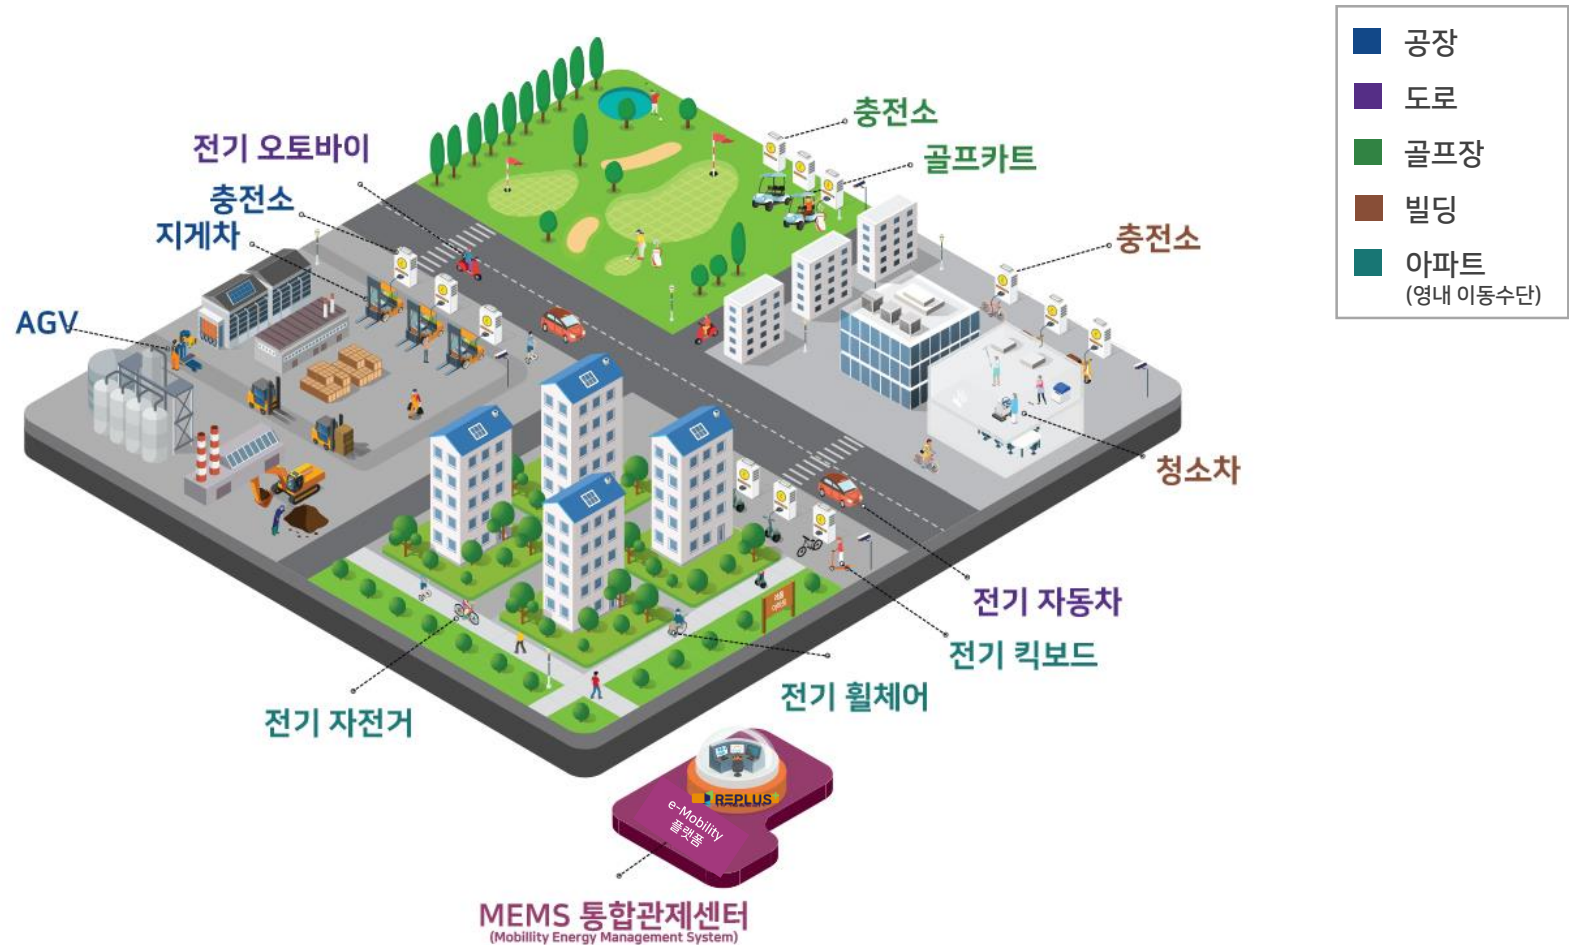 공장
도로
골프장
빌딩
아파트
(영내 이동수단)
충전소
골프카트
전기 오토바이
충전소
지게차
AGV
충전소
청소차
전기 자동차
전기 킥보드
전기 휠체어
전기 자전거
REPLUS
e-Mobility
플랫폼
MEMS 통합관제센터
(Mobillity Energy Management System)